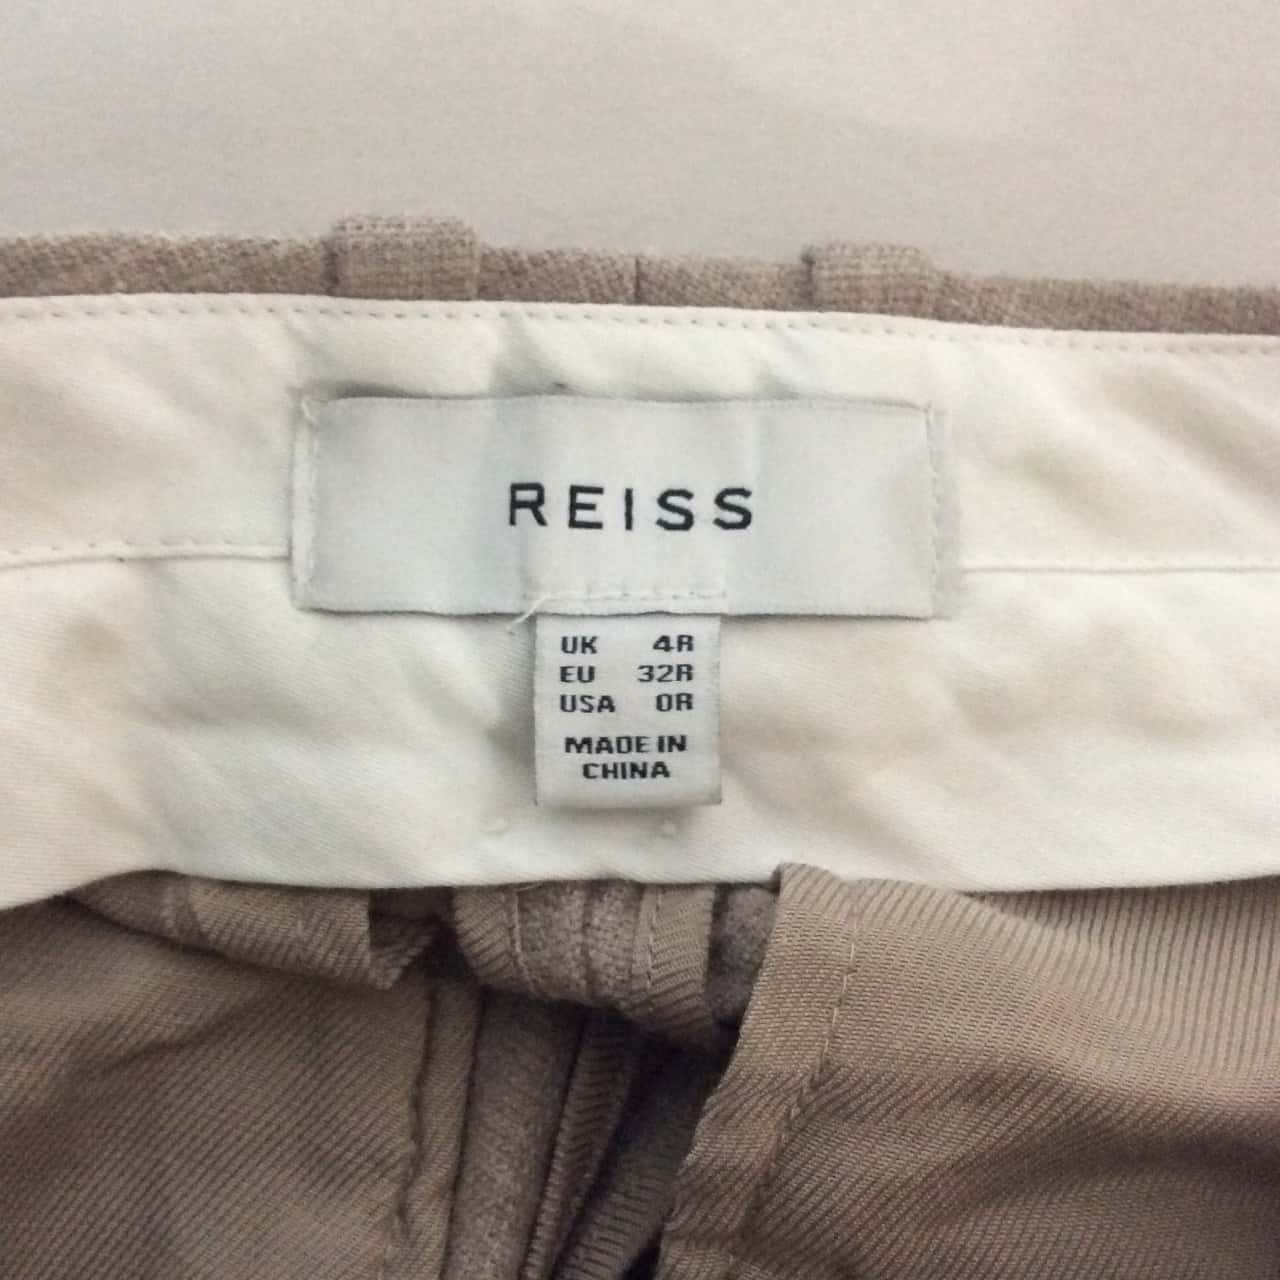 REISS
UK 4R
EU 32R
USA 0R
MADE IN
CHINA